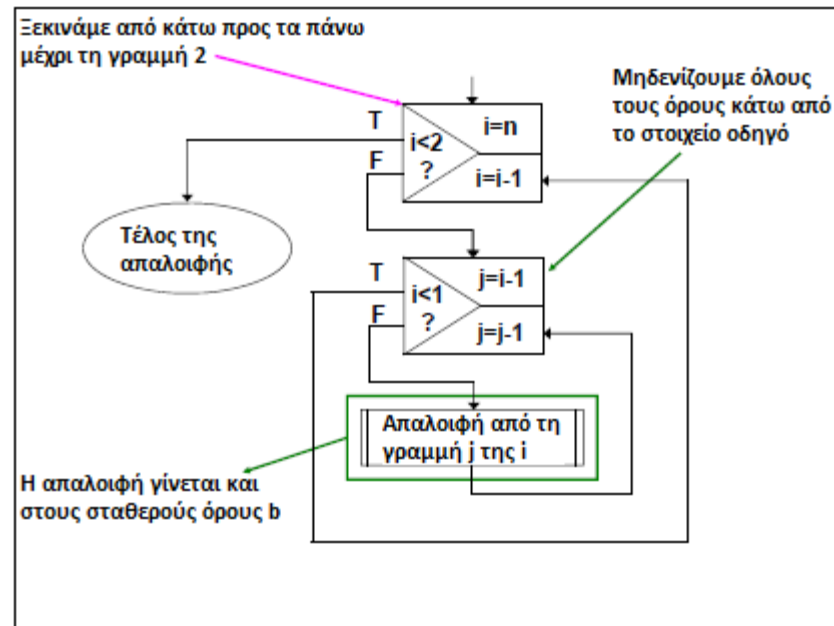 Ξεκινάμε από κάτω προς τα πάνω
μέχρι τη γραμμή 2
Μηδενίζουμε όλους
τους όρους κάτω από
το στοιχείο οδηγό
T
i<2
?
F
i=n
i=i-1
Τέλος της
απαλοιφής
T
i<1
?
F
j=i-1
j=j-1
Απαλοιφή από τη
γραμμή j της i
Η απαλοιφή γίνεται και
στους σταθερούς όρους b